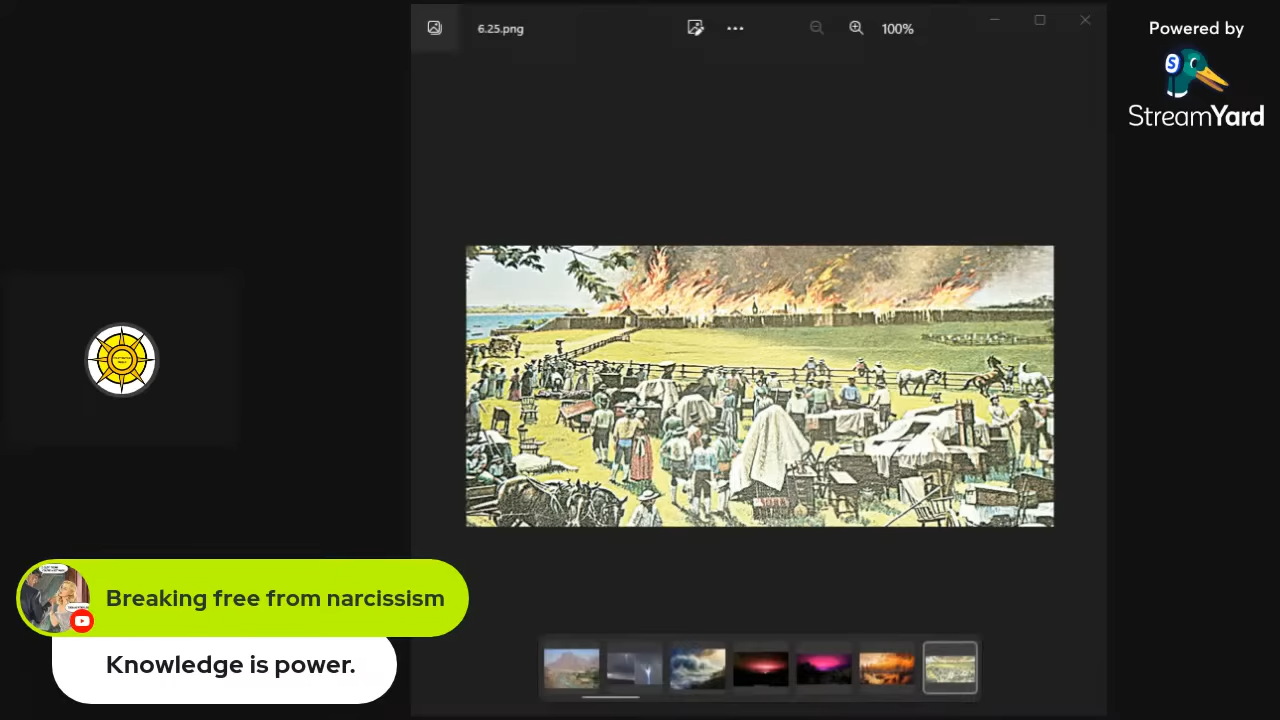 6.25.png
100%
Powered by
S
StreamYard
Breaking free from narcissism
Knowledge is power.